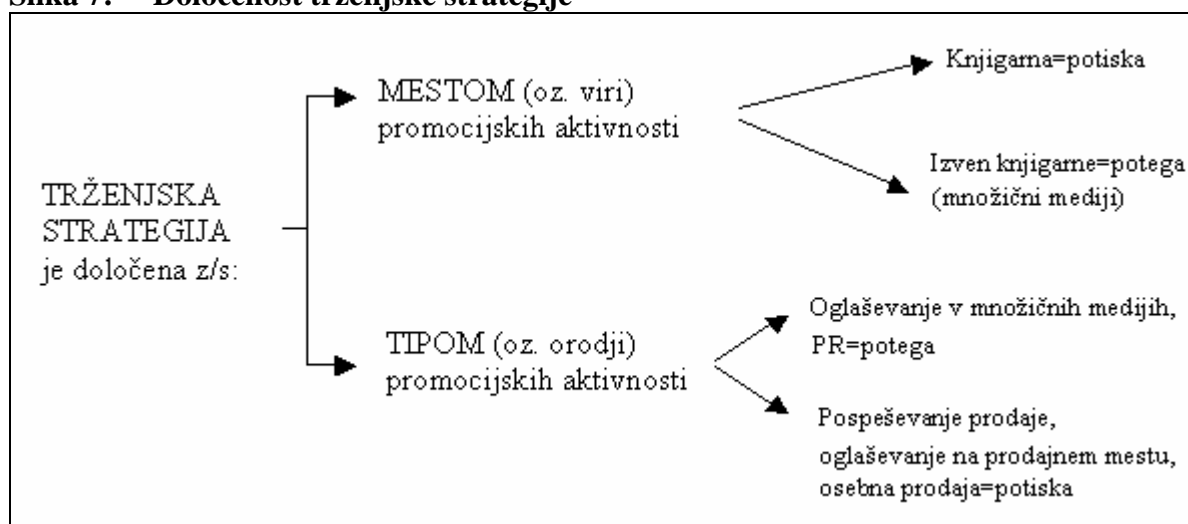 Slika 7: Določenost trženjske strategije
TRŽENJSKA
STRATEGIJA
je določena z/s:
MESTOM (oz. viri)
promocijskih aktivnosti
Knjigarna=potiska
Izven knjigarne=potega
(množični mediji)
TIPOM (oz. orodji)
promocijskih aktivnosti
Oglaševanje v množičnih medijih,
PR=potega
Pospeševanje prodaje,
oglaševanje na prodajnem mestu,
osebna prodaja=potiska